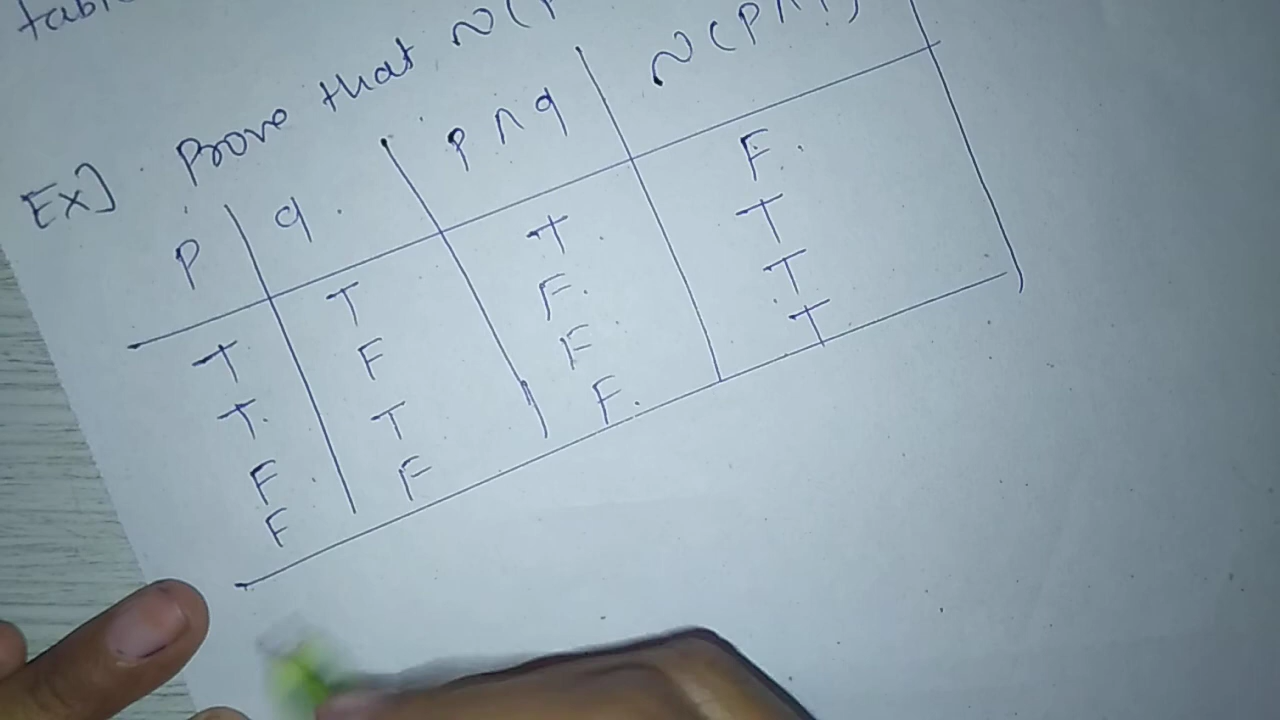 Ex] Prove that ~(P
P q. p ∧ q ~(P∧
T T T. F.
T. F F. T
F. T F T
F F F. T